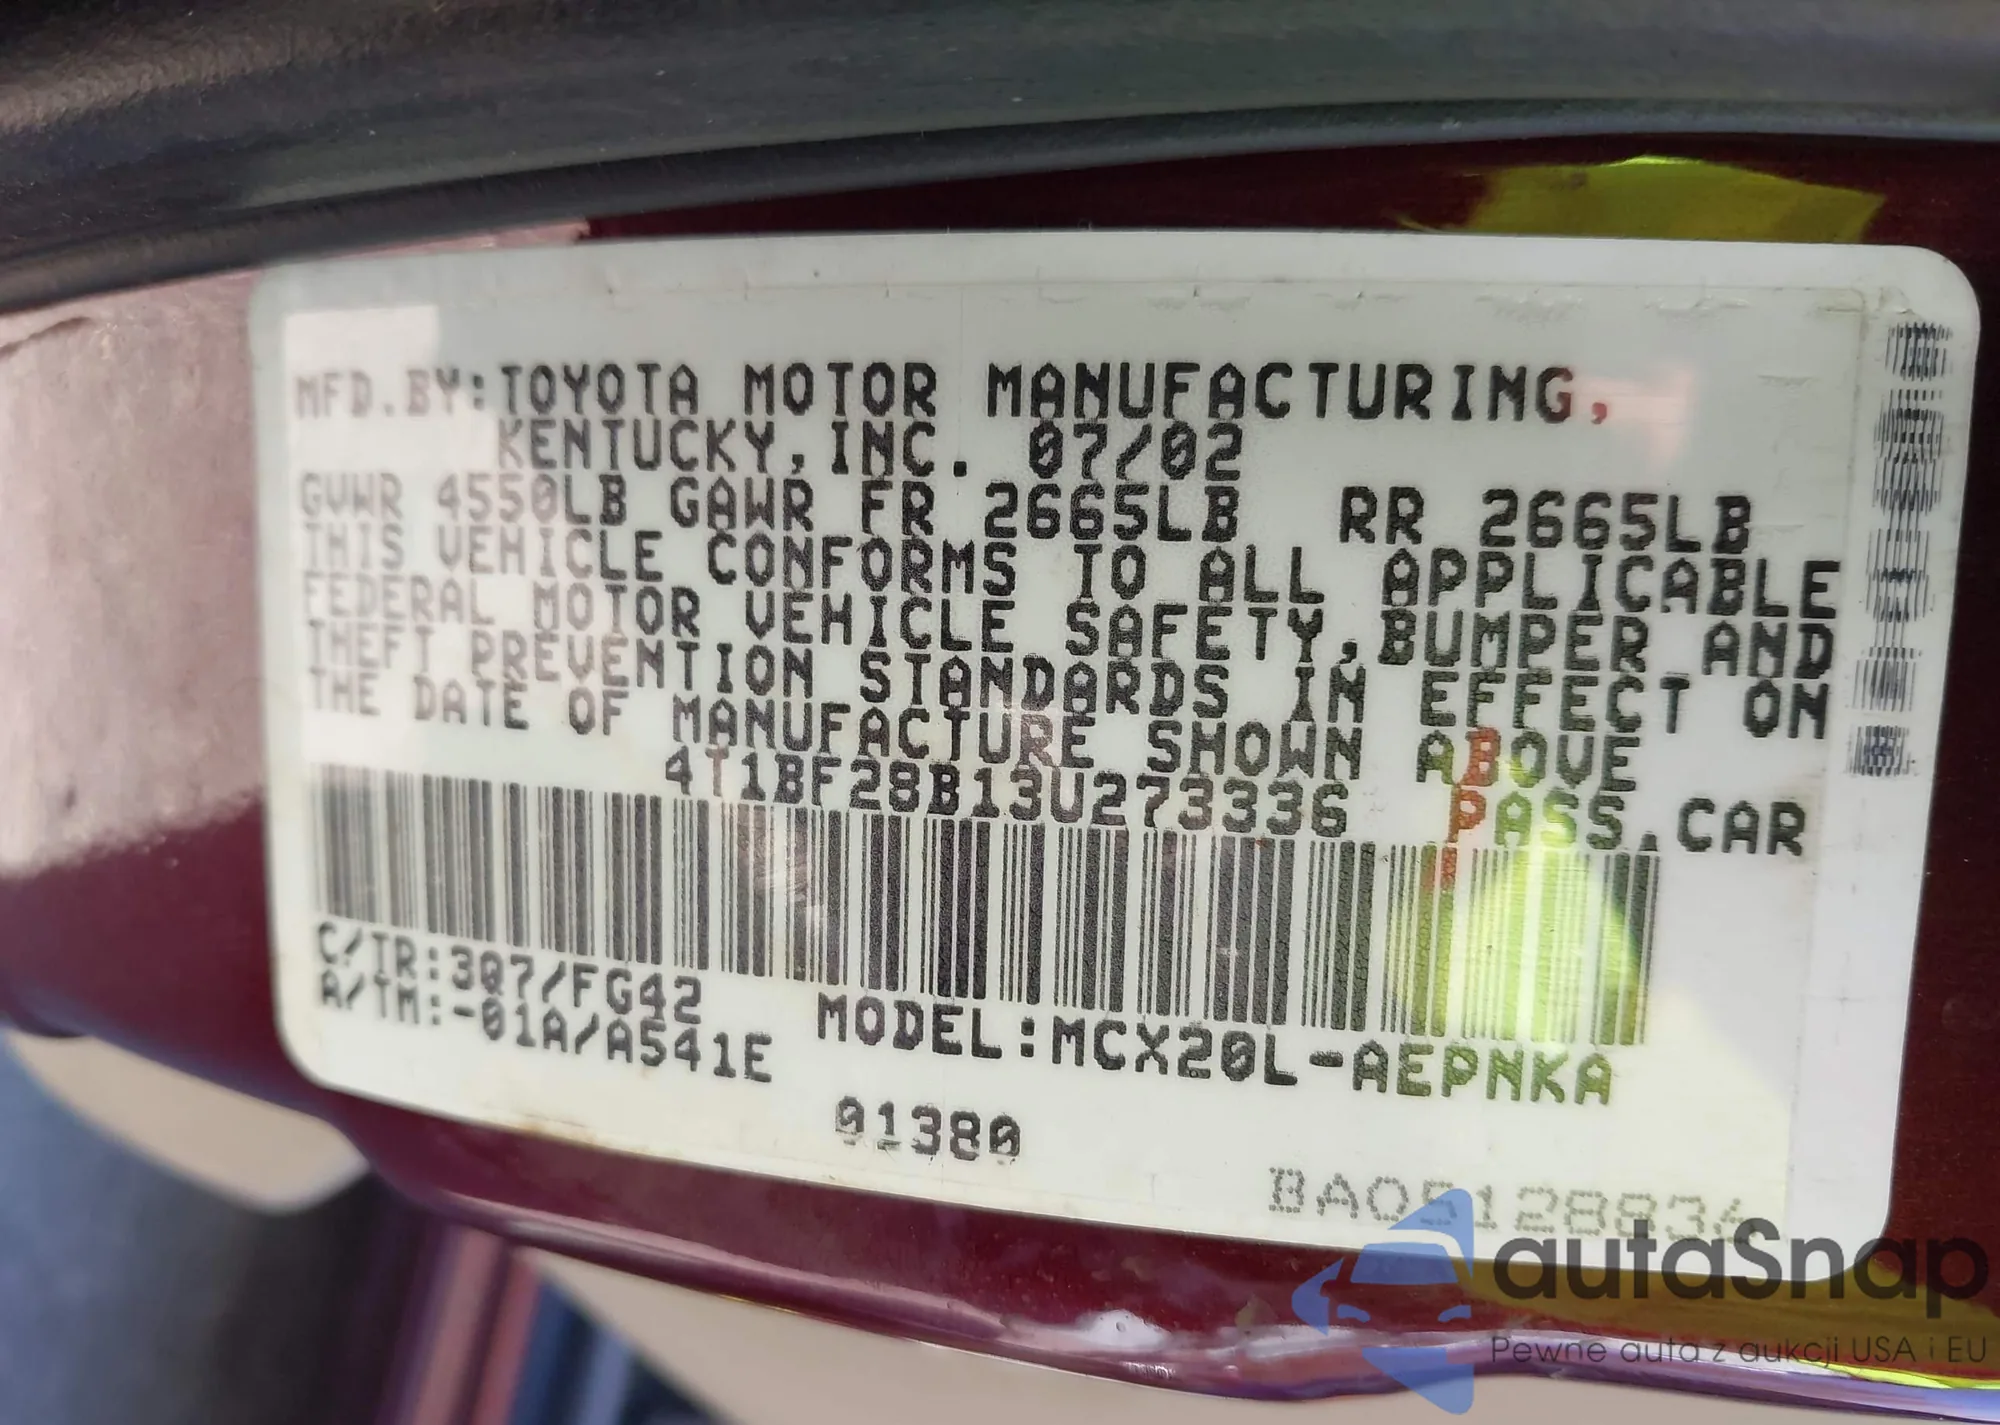 MFD.BY:TOYOTA MOTOR MANUFACTURING,
KENTUCKY,INC. 07/02
GVWR 4550LB GAWR FR 2665LB RR 2665LB
THIS VEHICLE CONFORMS TO ALL APPLICABLE
FEDERAL MOTOR VEHICLE SAFETY,BUMPER AND
THEFT PREVENTION STANDARDS IN EFFECT ON
THE DATE OF MANUFACTURE SHOWN ABOVE
4T1BF28B13U273336 PASS.CAR
C/TR:3Q7/FG42
A/TM:-01A/A541E
MODEL:MCX20L-AEPNKA
01380
autaSnap
Pewne auta z aukcji USA i EU